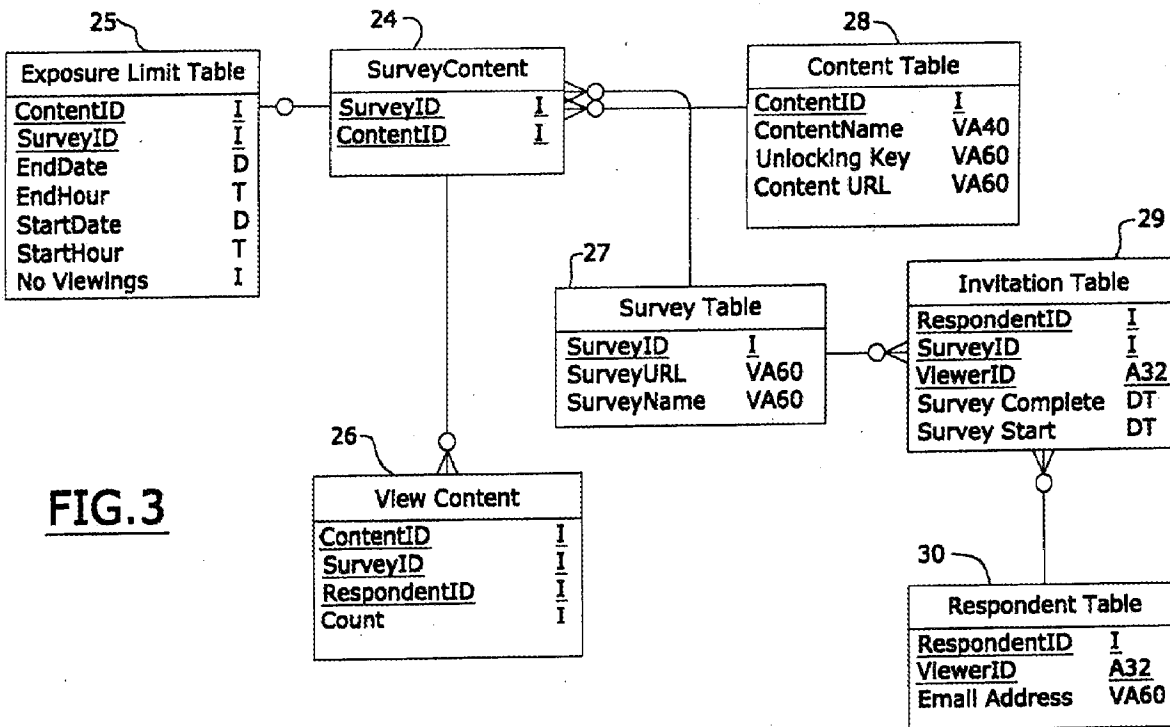 25
Exposure Limit Table
ContentID I
SurveyID I
EndDate D
EndHour T
StartDate D
StartHour T
No Viewings I
24
SurveyContent
SurveyID I
ContentID I
28
Content Table
ContentID I
ContentName VA40
Unlocking Key VA60
Content URL VA60
27
Survey Table
SurveyID I
SurveyURL VA60
SurveyName VA60
29
Invitation Table
RespondentID I
SurveyID I
ViewerID A32
Survey Complete DT
Survey Start DT
26
View Content
ContentID I
SurveyID I
RespondentID I
Count I
FIG.3
30
Respondent Table
RespondentID I
ViewerID A32
Email Address VA60